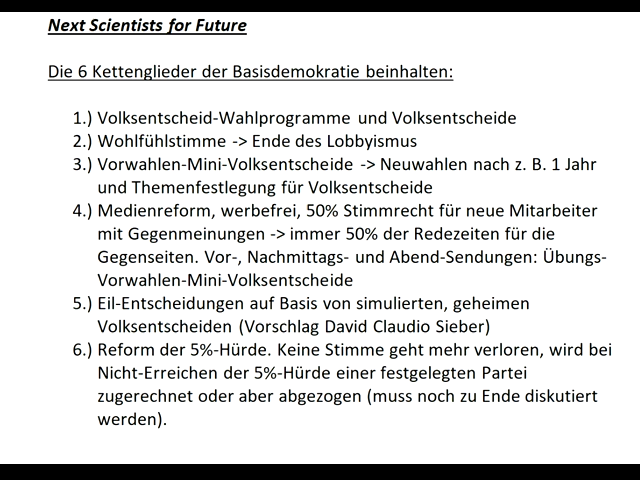 Next Scientists for Future
Die 6 Kettenglieder der Basisdemokratie beinhalten:
1.) Volksentscheid-Wahlprogramme und Volksentscheide
2.) Wohlfühlstimme -> Ende des Lobbyismus
3.) Vorwahlen-Mini-Volksentscheide -> Neuwahlen nach z. B. 1 Jahr
und Themenfestlegung für Volksentscheide
4.) Medienreform, werbefrei, 50% Stimmrecht für neue Mitarbeiter
mit Gegenmeinungen -> immer 50% der Redezeiten für die
Gegenseiten. Vor-, Nachmittags- und Abend-Sendungen: Übungs-
Vorwahlen-Mini-Volksentscheide
5.) Eil-Entscheidungen auf Basis von simulierten, geheimen
Volksentscheiden (Vorschlag David Claudio Sieber)
6.) Reform der 5%-Hürde. Keine Stimme geht mehr verloren, wird bei
Nicht-Erreichen der 5%-Hürde einer festgelegten Partei
zugerechnet oder aber abgezogen (muss noch zu Ende diskutiert
werden).